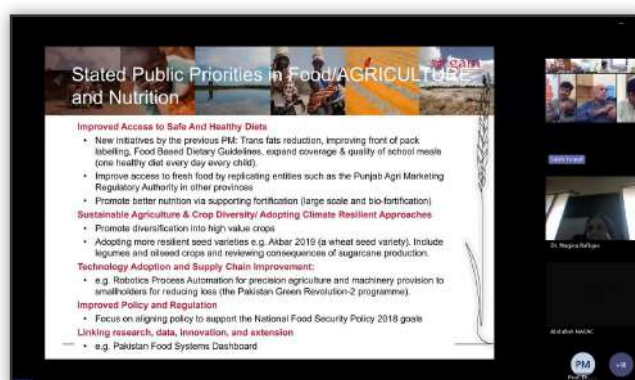 Stated Public Priorities in Food/AGRICULTURE
and Nutrition
Improved Access to Safe And Healthy Diets
• New initiatives by the previous PM: Trans fats reduction, improving front of pack
labelling, Food Based Dietary Guidelines, expand coverage & quality of school meals
(one healthy diet every day every child).
• Improve access to fresh food by replicating entities such as the Punjab Agri Marketing
Regulatory Authority in other provinces
• Promote better nutrition via supporting fortification (large scale and bio-fortification)
Sustainable Agriculture & Crop Diversity/ Adopting Climate Resilient Approaches
• Promote diversification into high value crops
• Adopting more resilient seed varieties e.g. Akbar 2019 (a wheat seed variety). Include
legumes and oilseed crops and reviewing consequences of sugarcane production.
Technology Adoption and Supply Chain Improvement:
• e.g. Robotics Process Automation for precision agriculture and machinery provision to
smallholders for reducing loss (the Pakistan Green Revolution-2 programme).
Improved Policy and Regulation
• Focus on aligning policy to support the National Food Security Policy 2018 goals
Linking research, data, innovation, and extension
• e.g. Pakistan Food Systems Dashboard
Dr. Nagina Rafique
Abdullah
PM
+18
Prof. Dr.